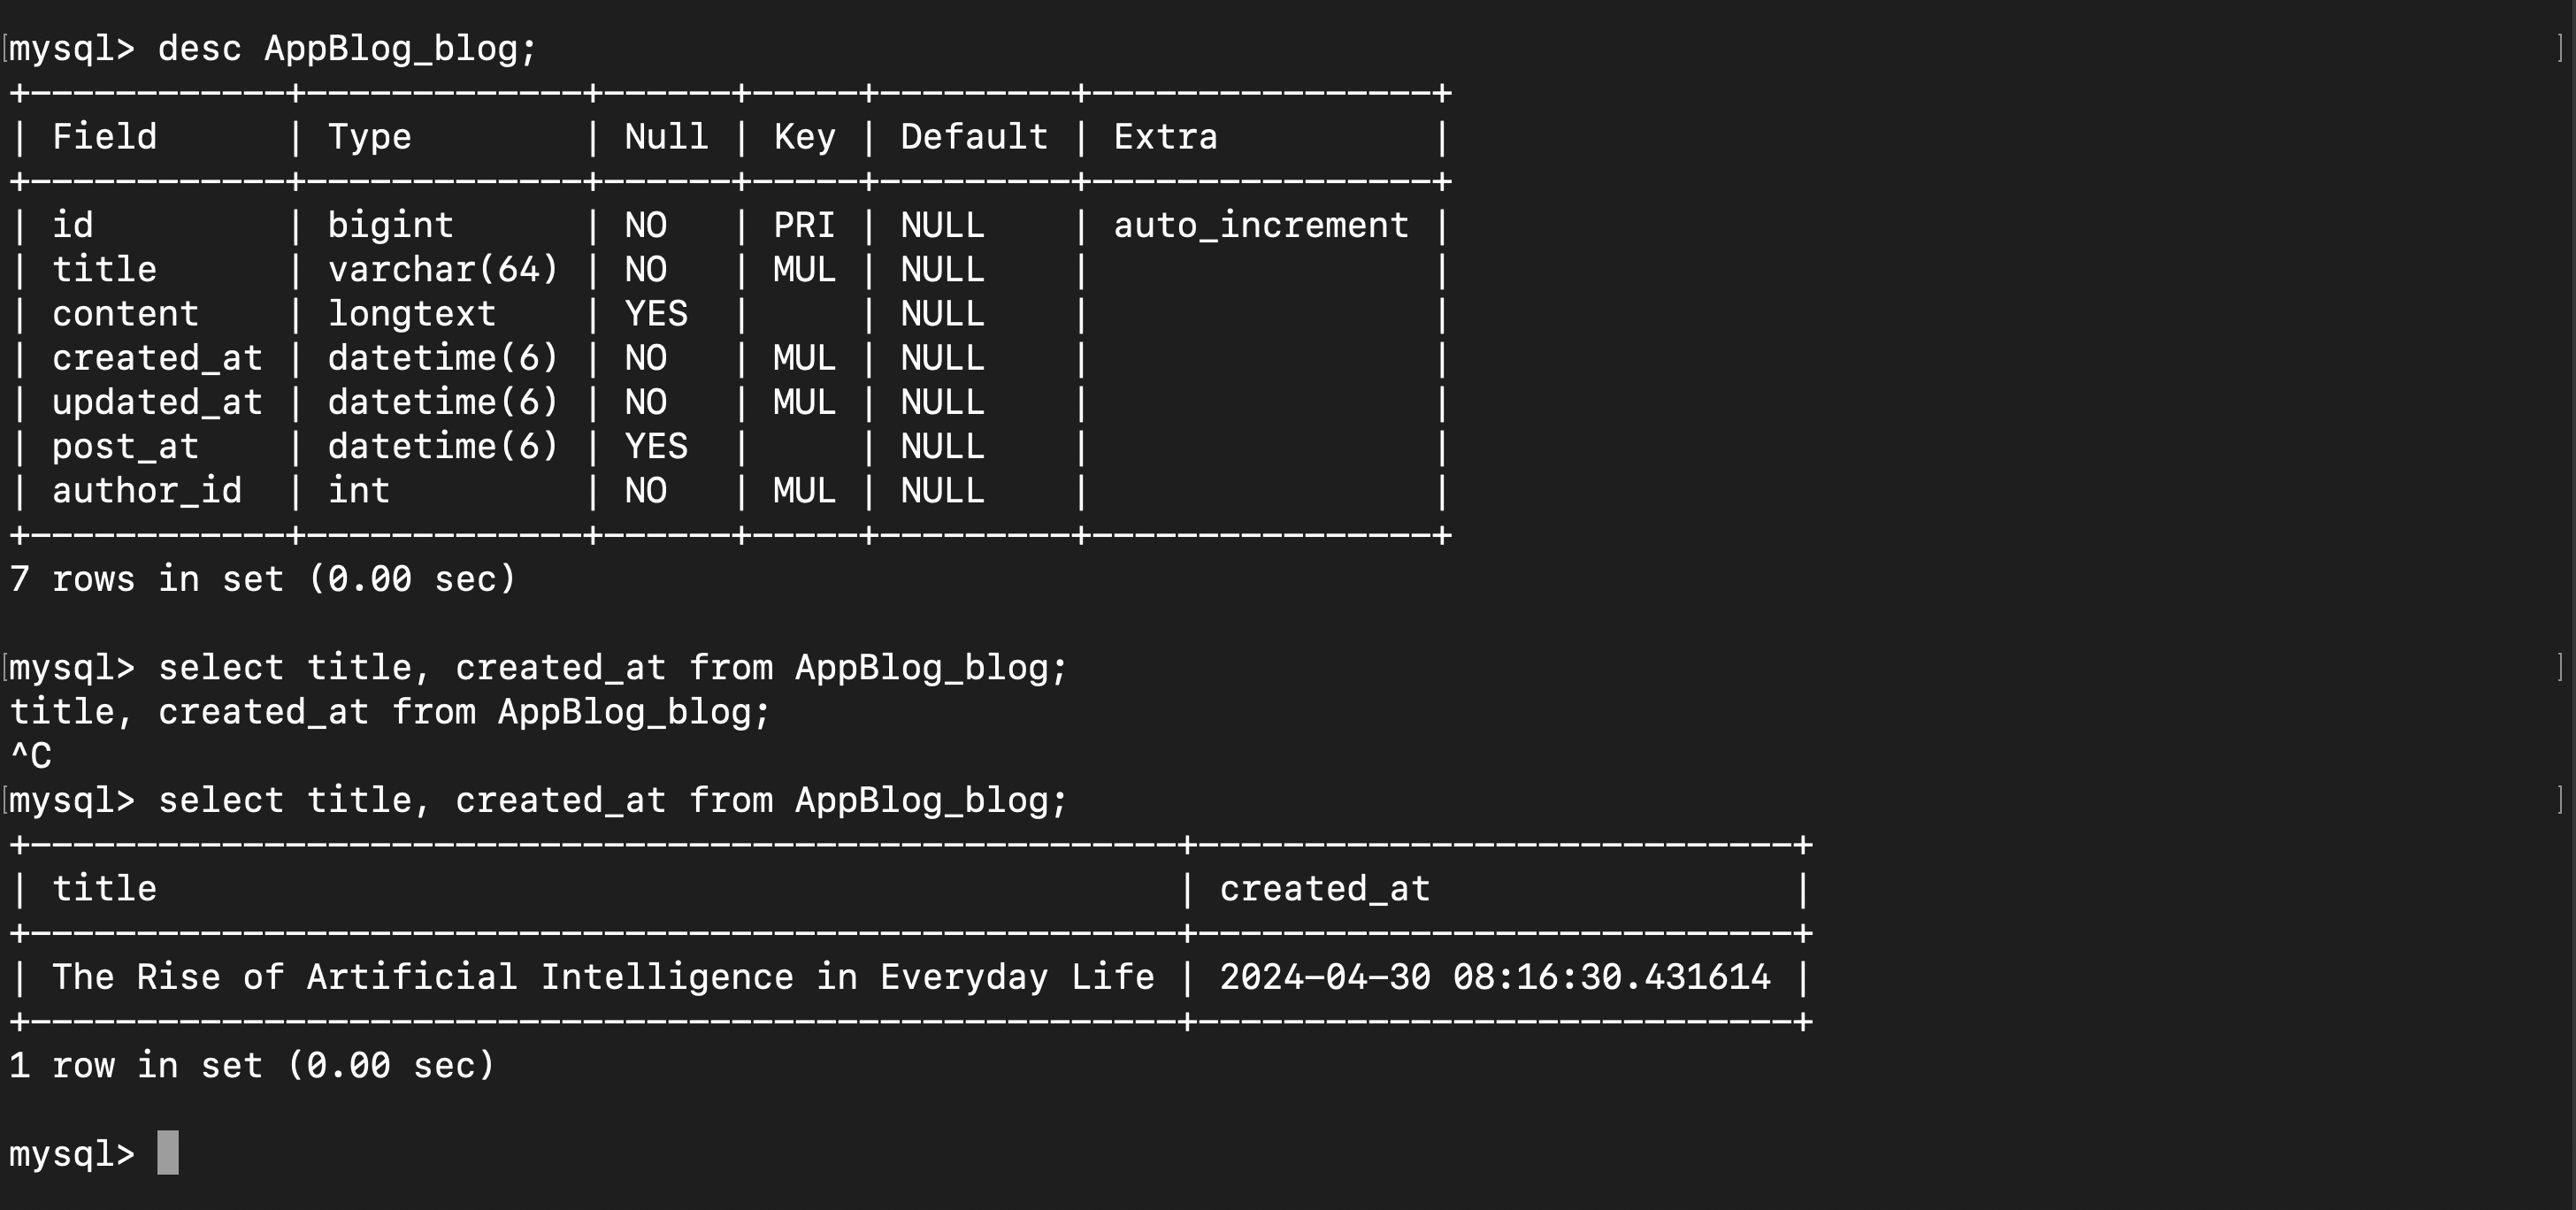 mysql> desc AppBlog_blog;
+------------+-------------+------+-----+---------+----------------+
| Field      | Type        | Null | Key | Default | Extra          |
+------------+-------------+------+-----+---------+----------------+
| id         | bigint      | NO   | PRI | NULL    | auto_increment |
| title      | varchar(64) | NO   | MUL | NULL    |                |
| content    | longtext    | YES  |     | NULL    |                |
| created_at | datetime(6) | NO   | MUL | NULL    |                |
| updated_at | datetime(6) | NO   | MUL | NULL    |                |
| post_at    | datetime(6) | YES  |     | NULL    |                |
| author_id  | int         | NO   | MUL | NULL    |                |
+------------+-------------+------+-----+---------+----------------+
7 rows in set (0.00 sec)
mysql> select title, created_at from AppBlog_blog;
title, created_at from AppBlog_blog;
^C
mysql> select title, created_at from AppBlog_blog;
+------------------------------------------------------+----------------------------+
| title                                                | created_at                 |
+------------------------------------------------------+----------------------------+
| The Rise of Artificial Intelligence in Everyday Life | 2024-04-30 08:16:30.431614 |
+------------------------------------------------------+----------------------------+
1 row in set (0.00 sec)
mysql>